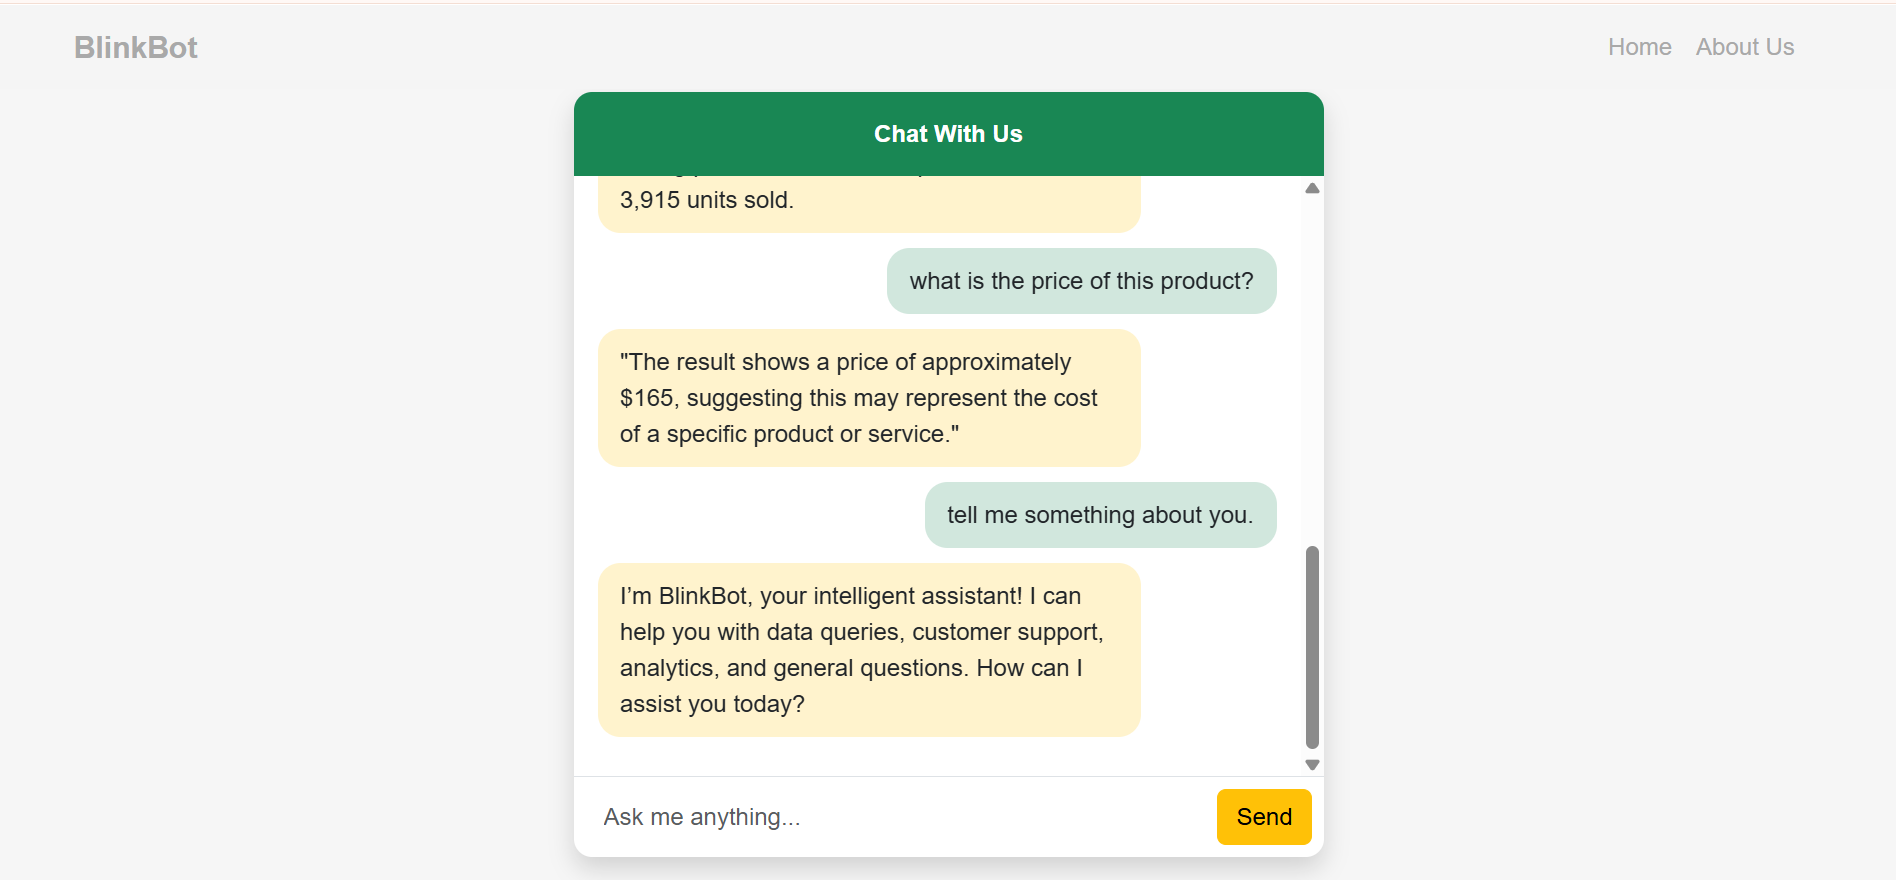 BlinkBot
Home About Us
Chat With Us
3,915 units sold.
what is the price of this product?
"The result shows a price of approximately
$165, suggesting this may represent the cost
of a specific product or service."
tell me something about you.
I’m BlinkBot, your intelligent assistant! I can
help you with data queries, customer support,
analytics, and general questions. How can I
assist you today?
Ask me anything...
Send